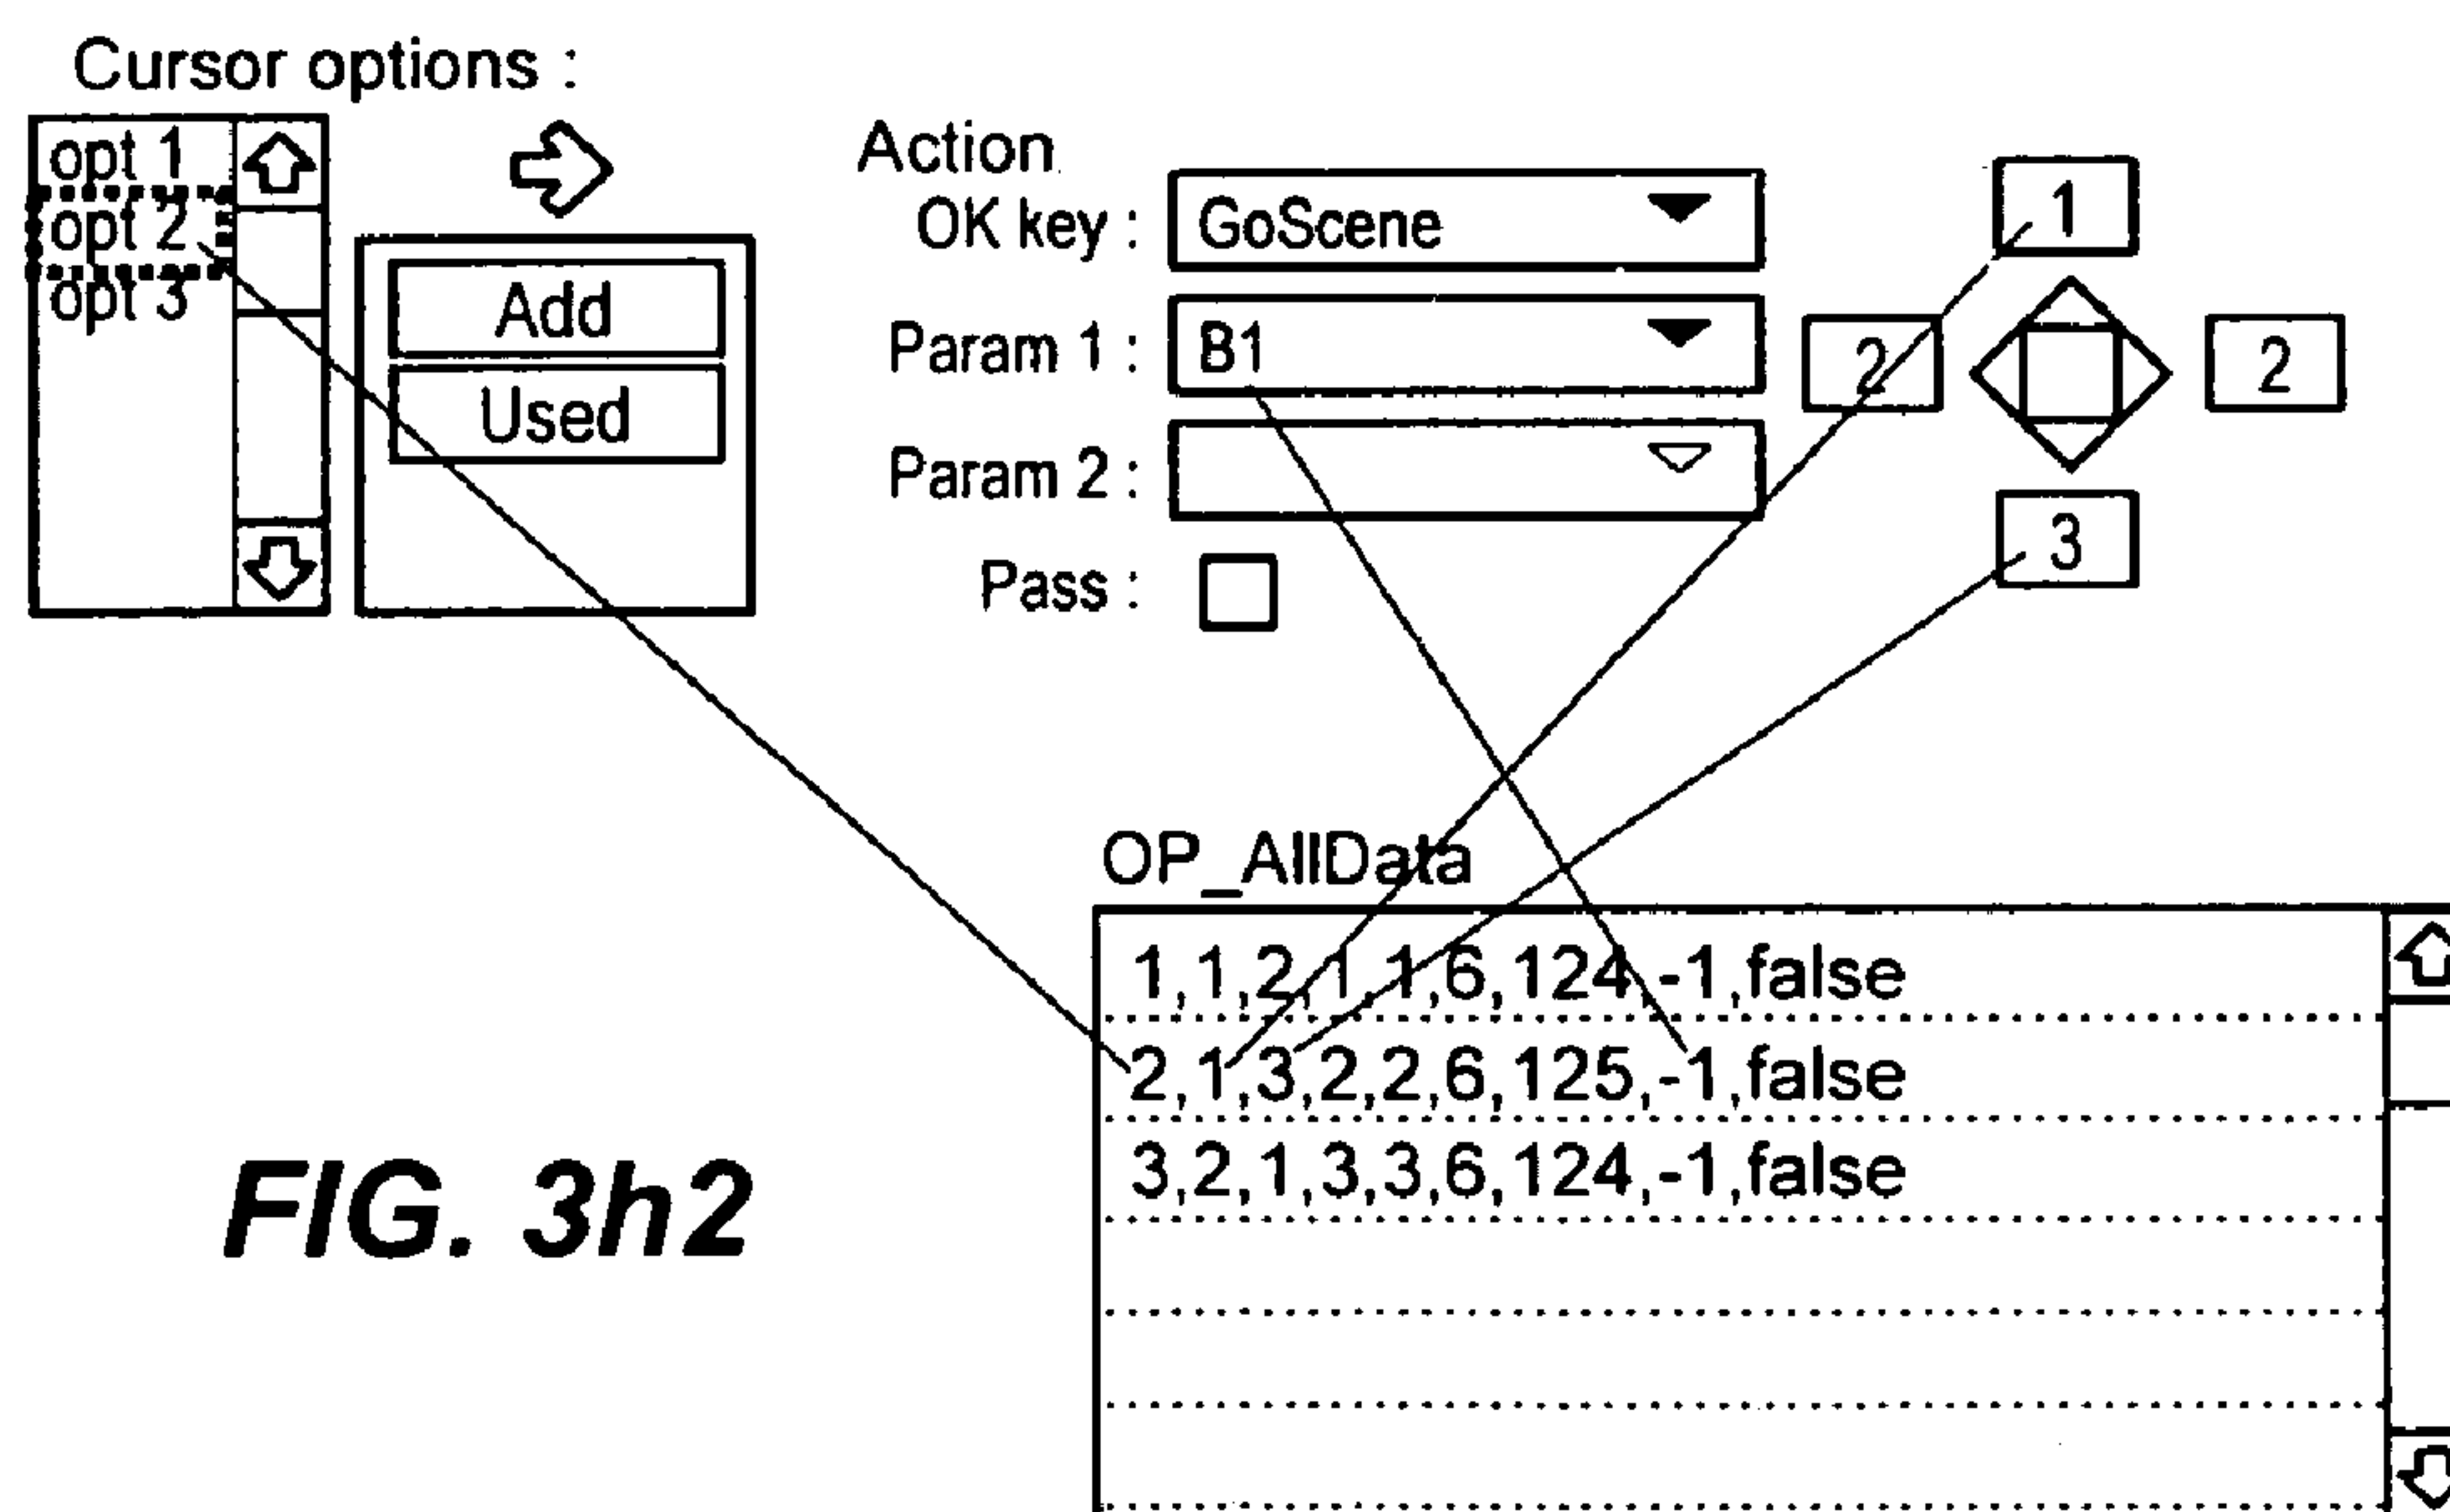 Cursor options :
opt 1
opt 2
opt 3
Add
Used
Action
OK key : GoScene
Param 1 : B1
Param 2 :
Pass :
1
2
2
3
OP_AllData
1,1,2,1,1,6,124,-1,false
2,1,3,2,2,6,125,-1,false
3,2,1,3,3,6,124,-1,false
FIG. 3h2